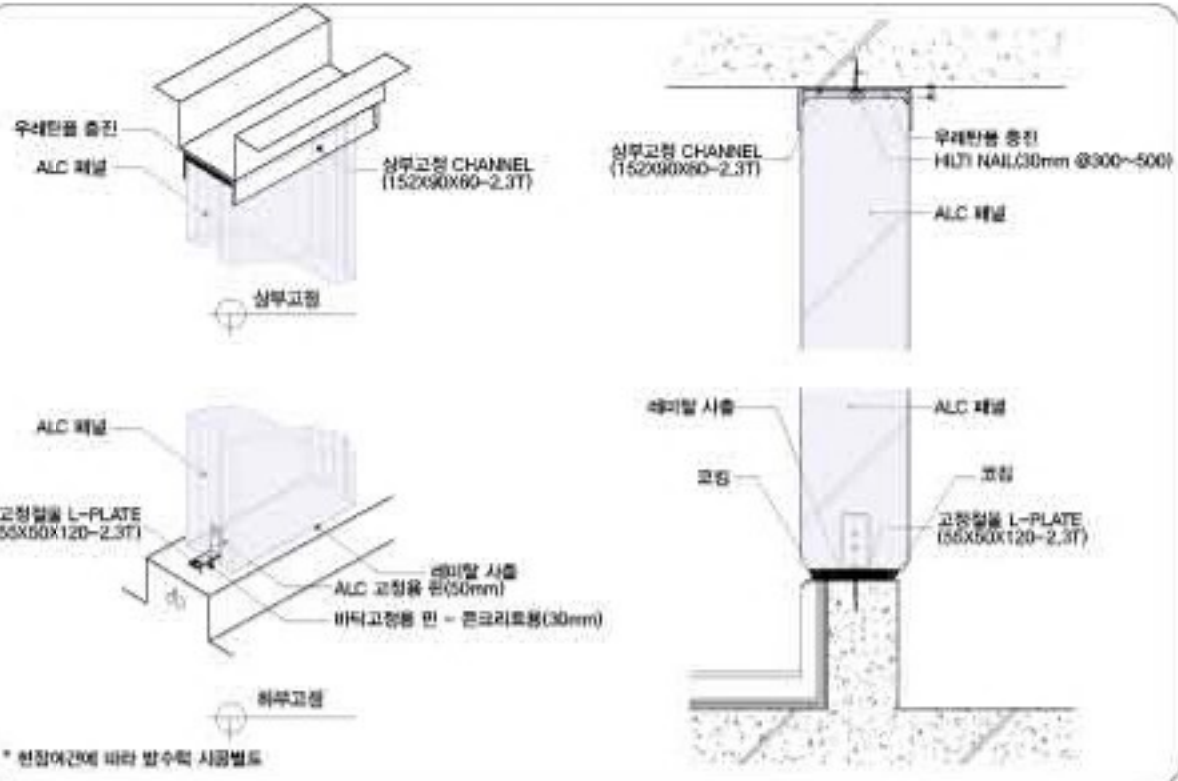 우레탄폼 충진
ALC 패널
상부고정 CHANNEL
(152X90X60-2.3T)
상부고정
상부고정 CHANNEL
(152X90X60-2.3T)
우레탄폼 충진
HILTI NAIL(30mm @300~500)
ALC 패널
ALC 패널
고정철물 L-PLATE
(55X50X120-2.3T)
레미탈 사춤
ALC 고정용 핀(50mm)
바닥고정용 핀 - 콘크리트용(30mm)
하부고정
레미탈 사춤
ALC 패널
코킹
코킹
고정철물 L-PLATE
(55X50X120-2.3T)
* 현장여건에 따라 방수턱 시공별도